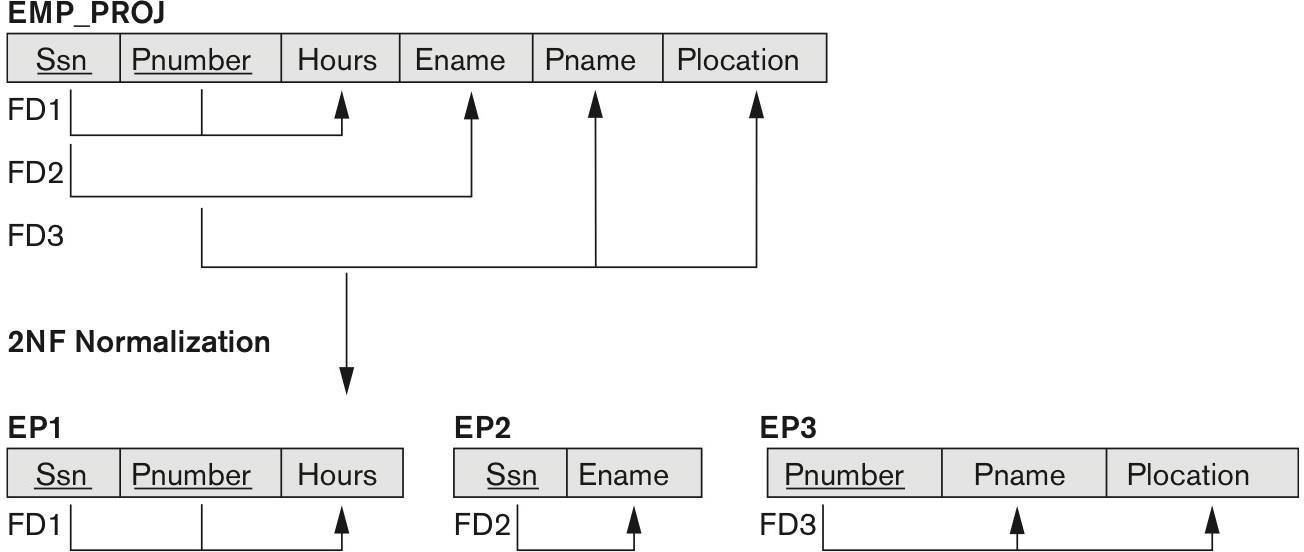 EMP_PROJ
Ssn Pnumber Hours Ename Pname Plocation
FD1
FD2
FD3
2NF Normalization
EP1 EP2 EP3
Ssn Pnumber Hours Ssn Ename Pnumber Pname Plocation
FD1 FD2 FD3